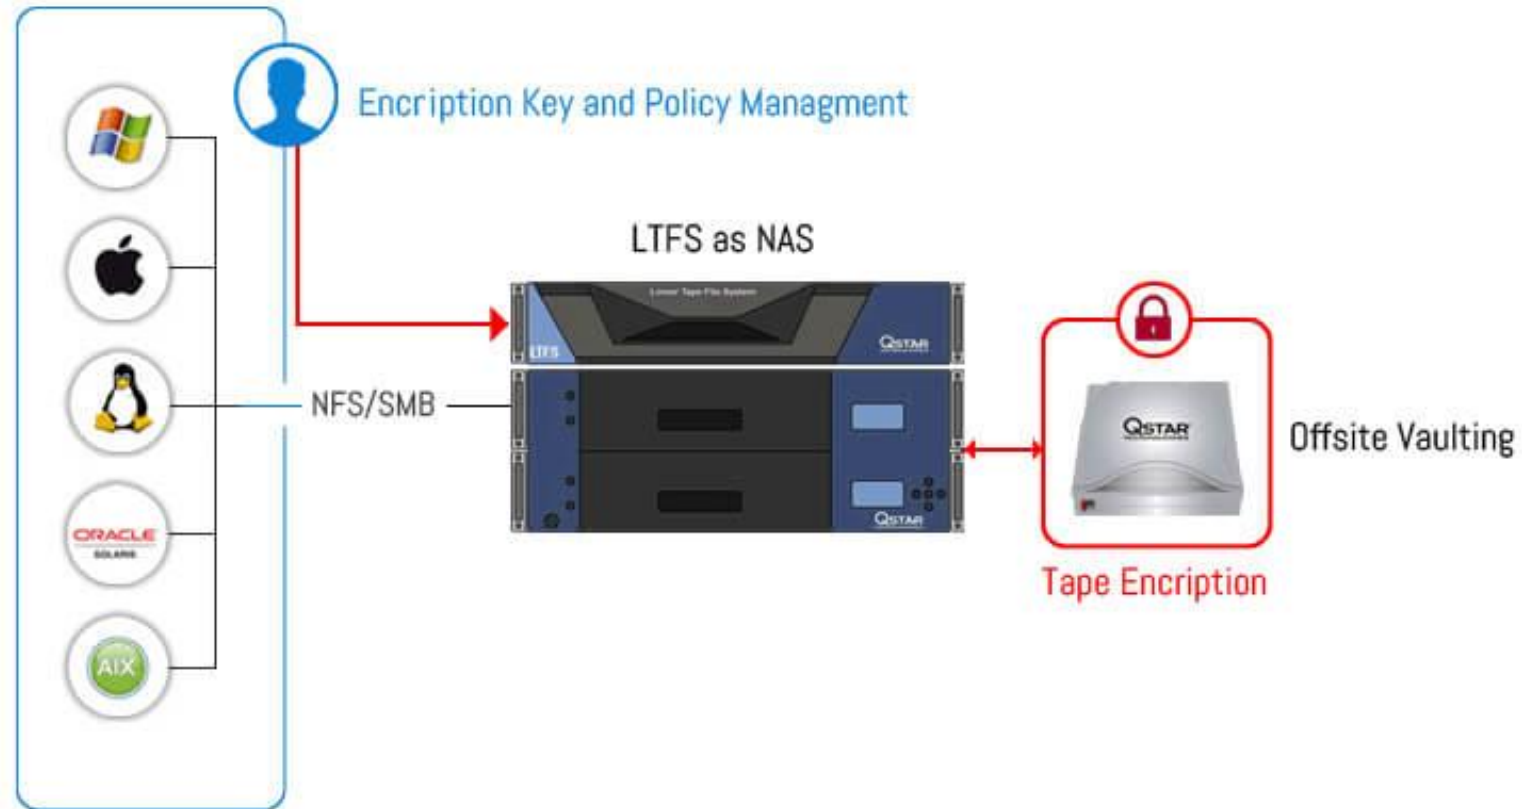 Encription Key and Policy Managment
LTFS as NAS
Linear Tape File System
LTFS
QSTAR
NFS/SMB
QSTAR
Offsite Vaulting
ORACLE
SOLARIS
QSTAR
Tape Encription
AIX